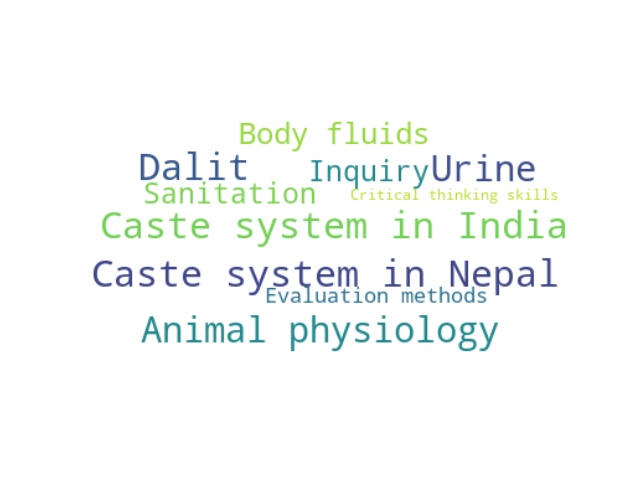 Body fluids
Dalit Inquiry Urine
Sanitation Critical thinking skills
Caste system in India
Caste system in Nepal
Evaluation methods
Animal physiology